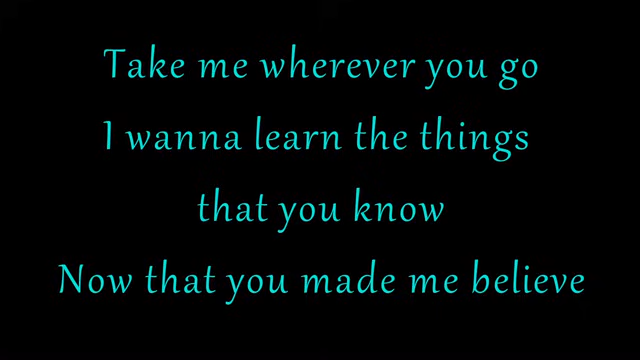 Take me wherever you go
I wanna learn the things
that you know
Now that you made me believe